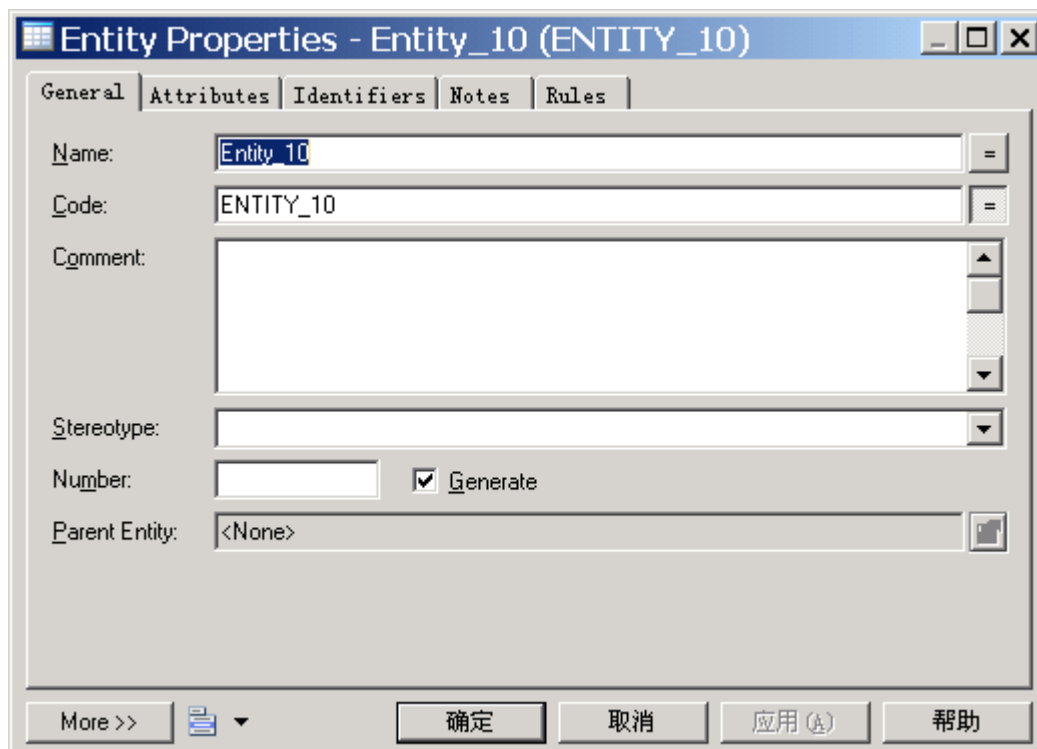 Entity Properties - Entity_10 (ENTITY_10)
General Attributes Identifiers Notes Rules
Name: Entity_10 =
Code: ENTITY_10 =
Comment:
Stereotype:
Number: Generate
Parent Entity: <None>
More >> 确定 取消 应用(A) 帮助